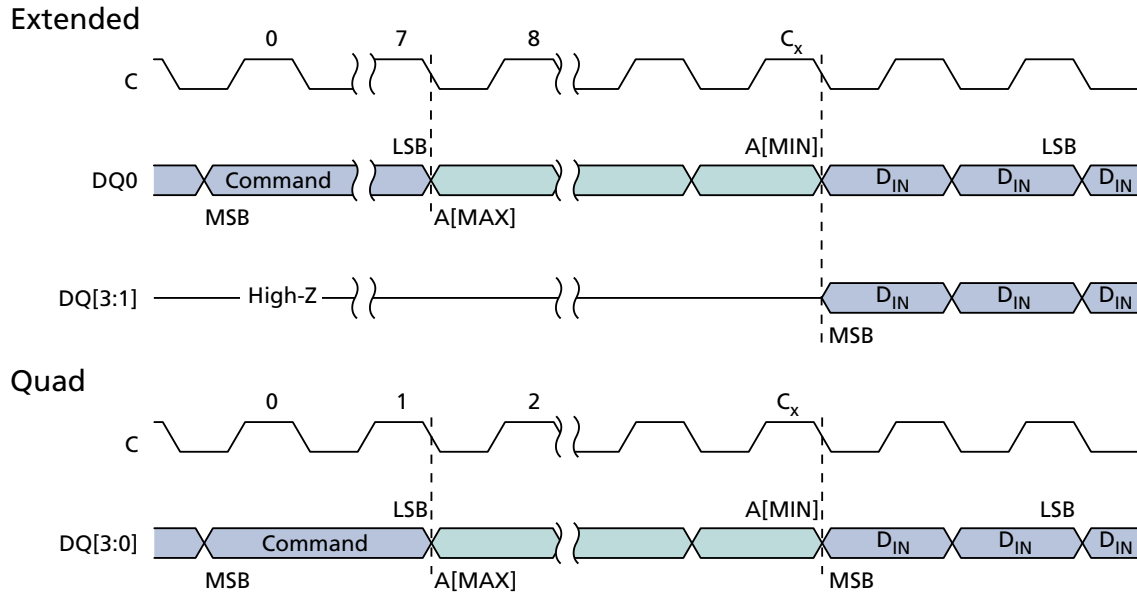 Extended
0 7 8 Cx
C
LSB A[MIN] LSB
DQ0 Command DIN DIN DIN
MSB A[MAX]
DQ[3:1] High-Z DIN DIN DIN
MSB
Quad
0 1 2 Cx
C
LSB A[MIN] LSB
DQ[3:0] Command DIN DIN DIN
MSB A[MAX] MSB